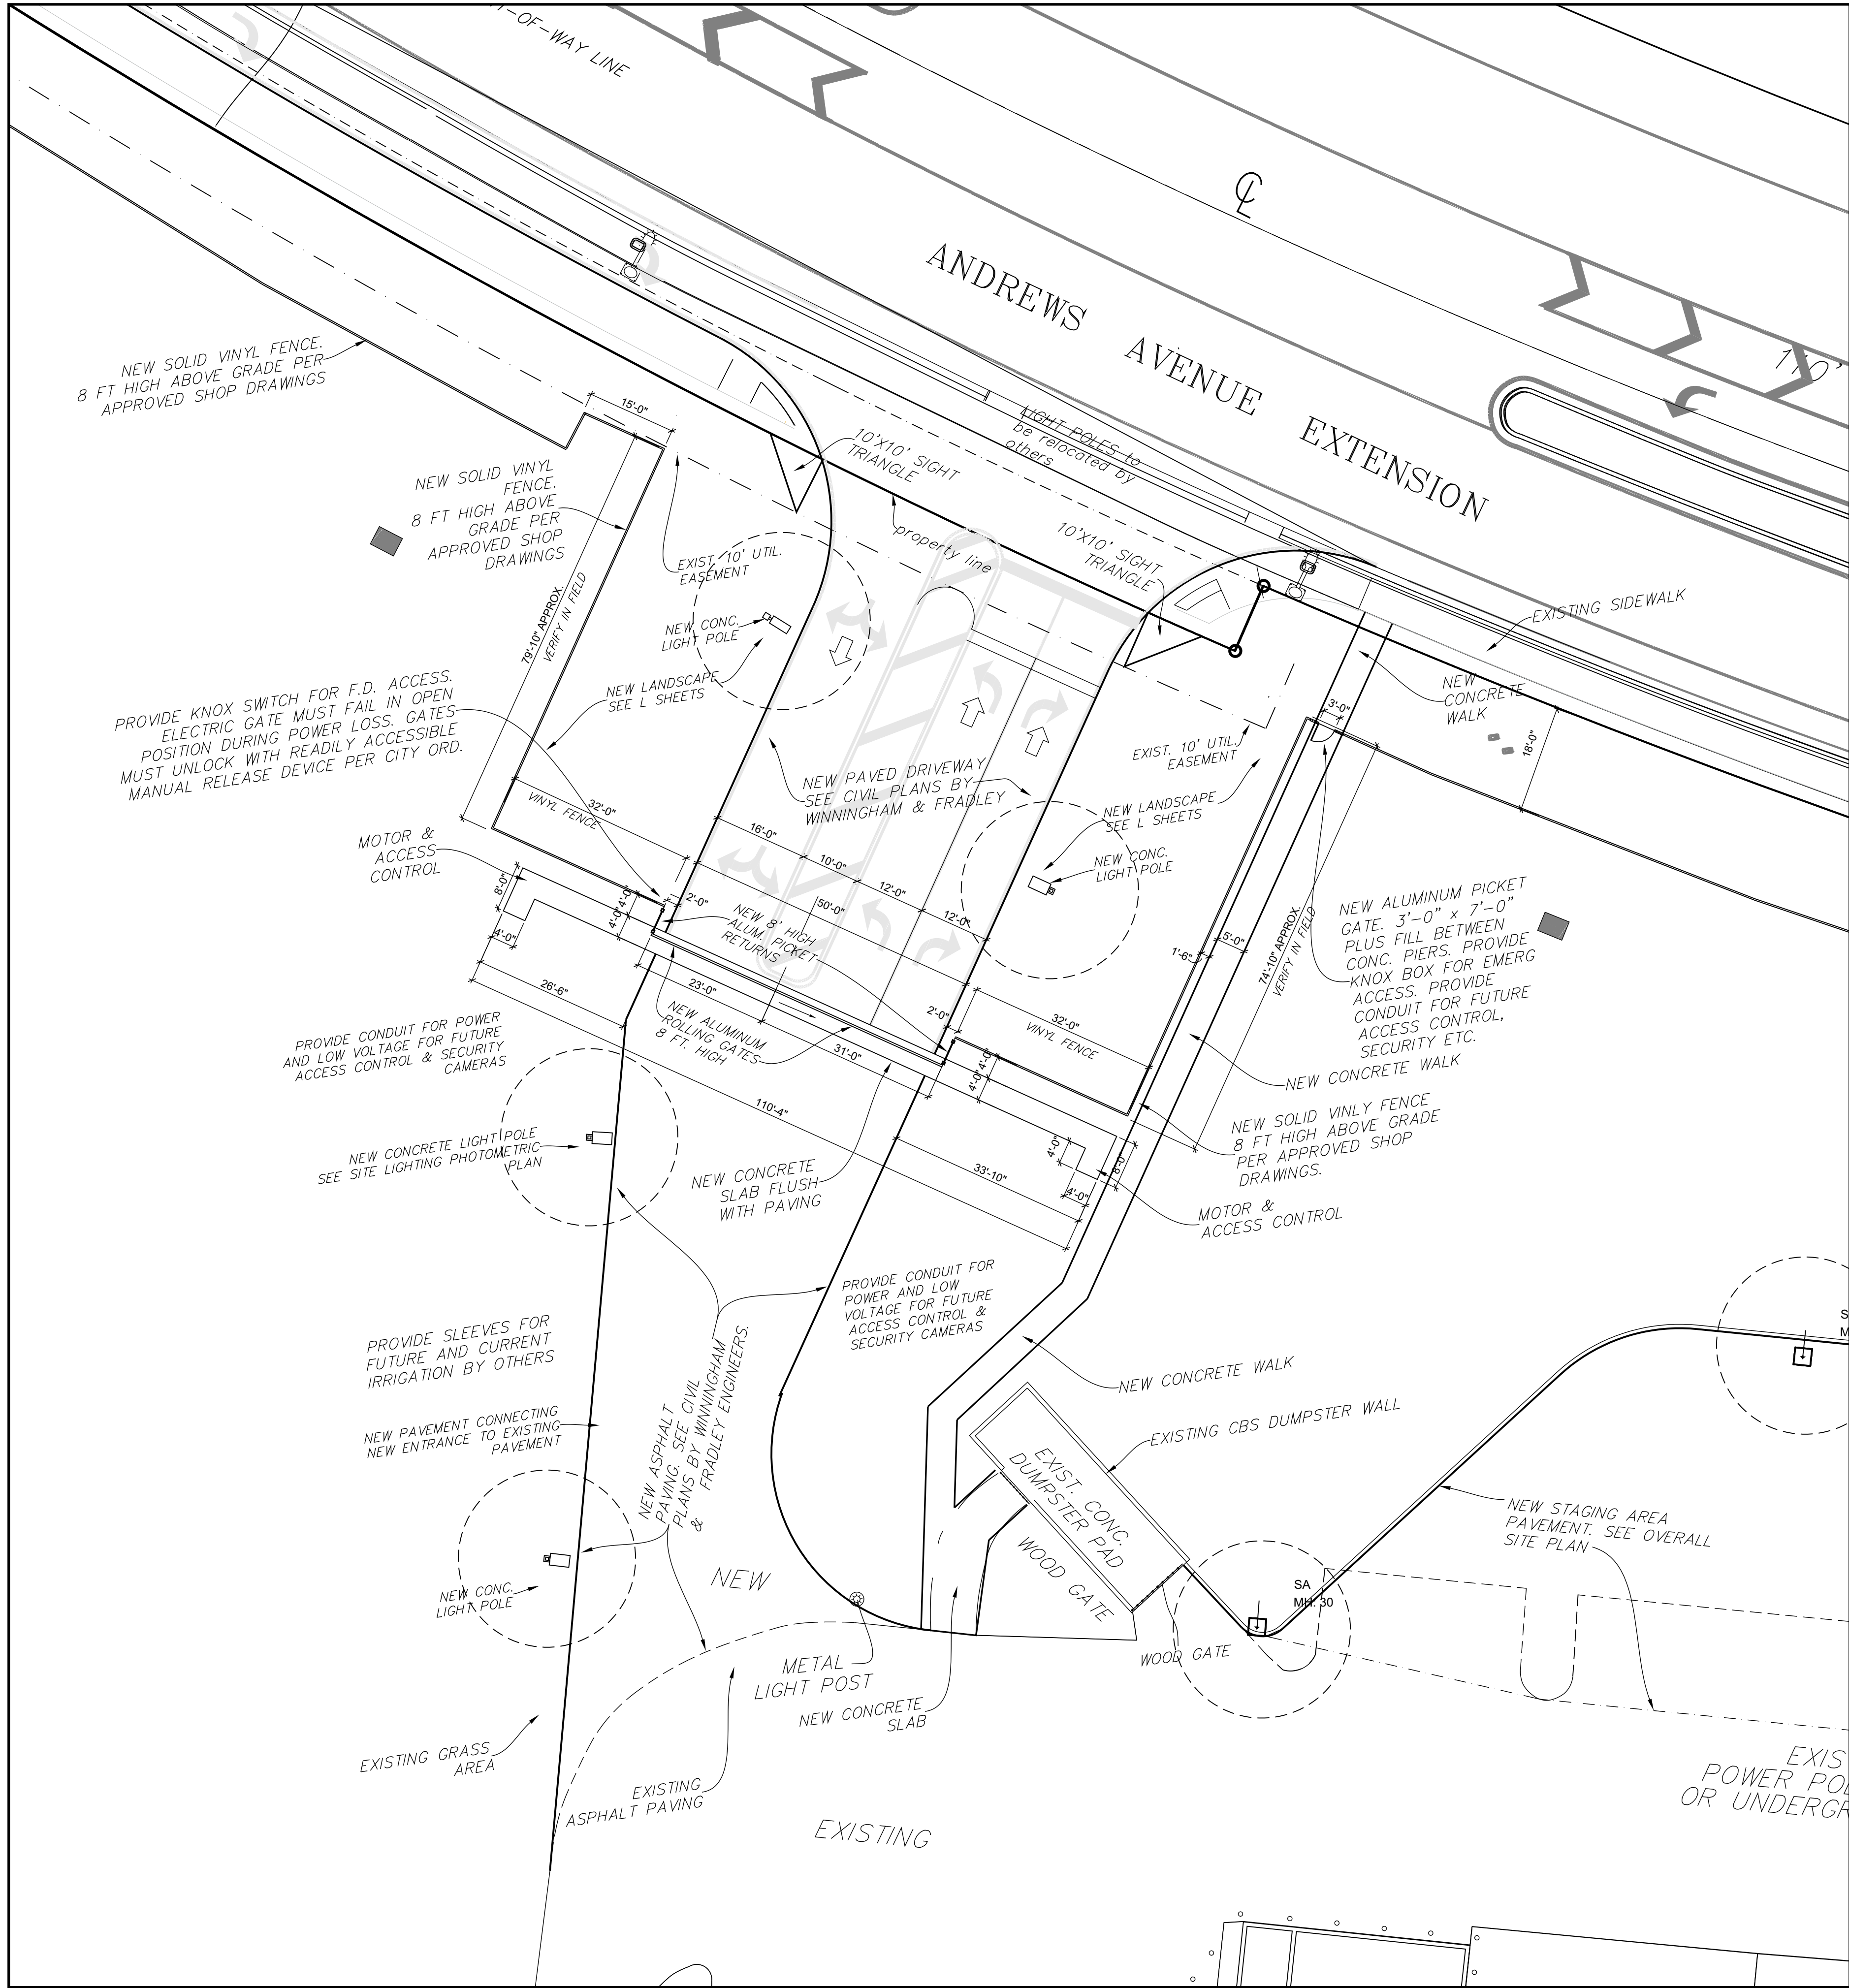 T-OF-WAY LINE
℄
ANDREWS AVENUE EXTENSION
110'
NEW SOLID VINYL FENCE.
8 FT HIGH ABOVE GRADE PER
APPROVED SHOP DRAWINGS
15'-0"
10'X10' SIGHT
TRIANGLE
LIGHT POLES to
be relocated by
others
NEW SOLID VINYL
FENCE.
8 FT HIGH ABOVE
GRADE PER
APPROVED SHOP
DRAWINGS
property line
10'X10' SIGHT
TRIANGLE
EXIST. 10' UTIL.
EASEMENT
79'-10" APPROX.
VERIFY IN FIELD
NEW CONC.
LIGHT POLE
EXISTING SIDEWALK
NEW LANDSCAPE
SEE L SHEETS
NEW
CONCRETE
WALK
3'-0"
18'-0"
PROVIDE KNOX SWITCH FOR F.D. ACCESS.
ELECTRIC GATE MUST FAIL IN OPEN
POSITION DURING POWER LOSS. GATES
MUST UNLOCK WITH READILY ACCESSIBLE
MANUAL RELEASE DEVICE PER CITY ORD.
EXIST. 10' UTIL.
EASEMENT
NEW PAVED DRIVEWAY
SEE CIVIL PLANS BY
WINNINGHAM & FRADLEY
NEW LANDSCAPE
SEE L SHEETS
32'-0"
VINYL FENCE
16'-0"
10'-0"
12'-0"
12'-0"
50'-0"
MOTOR &
ACCESS
CONTROL
NEW CONC.
LIGHT POLE
8'-0"
4'-0"
4'-0"
4'-0"
2'-0"
NEW 8' HIGH
ALUM. PICKET
RETURNS
NEW ALUMINUM PICKET
GATE. 3'-0" x 7'-0"
PLUS FILL BETWEEN
CONC. PIERS. PROVIDE
KNOX BOX FOR EMERG
ACCESS. PROVIDE
CONDUIT FOR FUTURE
ACCESS CONTROL,
SECURITY ETC.
1'-6"
5'-0"
74'-10" APPROX.
VERIFY IN FIELD
26'-6"
23'-0"
NEW ALUMINUM
ROLLING GATES
8 FT. HIGH
31'-0"
2'-0"
32'-0"
VINYL FENCE
4'-0"
4'-0"
PROVIDE CONDUIT FOR POWER
AND LOW VOLTAGE FOR FUTURE
ACCESS CONTROL & SECURITY
CAMERAS
110'-4"
NEW CONCRETE WALK
NEW SOLID VINLY FENCE
8 FT HIGH ABOVE GRADE
PER APPROVED SHOP
DRAWINGS.
NEW CONCRETE LIGHT POLE
SEE SITE LIGHTING PHOTOMETRIC
PLAN
NEW CONCRETE
SLAB FLUSH
WITH PAVING
33'-10"
4'-0"
8'-0"
4'-0"
MOTOR &
ACCESS CONTROL
PROVIDE CONDUIT FOR
POWER AND LOW
VOLTAGE FOR FUTURE
ACCESS CONTROL &
SECURITY CAMERAS
PROVIDE SLEEVES FOR
FUTURE AND CURRENT
IRRIGATION BY OTHERS
NEW ASPHALT
PAVING. SEE CIVIL
PLANS BY WINNINGHAM
& FRADLEY ENGINEERS.
NEW CONCRETE WALK
EXISTING CBS DUMPSTER WALL
NEW PAVEMENT CONNECTING
NEW ENTRANCE TO EXISTING
PAVEMENT
EXIST. CONC.
DUMPSTER PAD
WOOD GATE
NEW STAGING AREA
PAVEMENT. SEE OVERALL
SITE PLAN
NEW CONC.
LIGHT POLE
NEW
SA
MH: 30
WOOD GATE
METAL
LIGHT POST
NEW CONCRETE
SLAB
EXISTING GRASS
AREA
EXISTING
ASPHALT PAVING
EXISTING
S
M
EXIS
POWER POL
OR UNDERGR